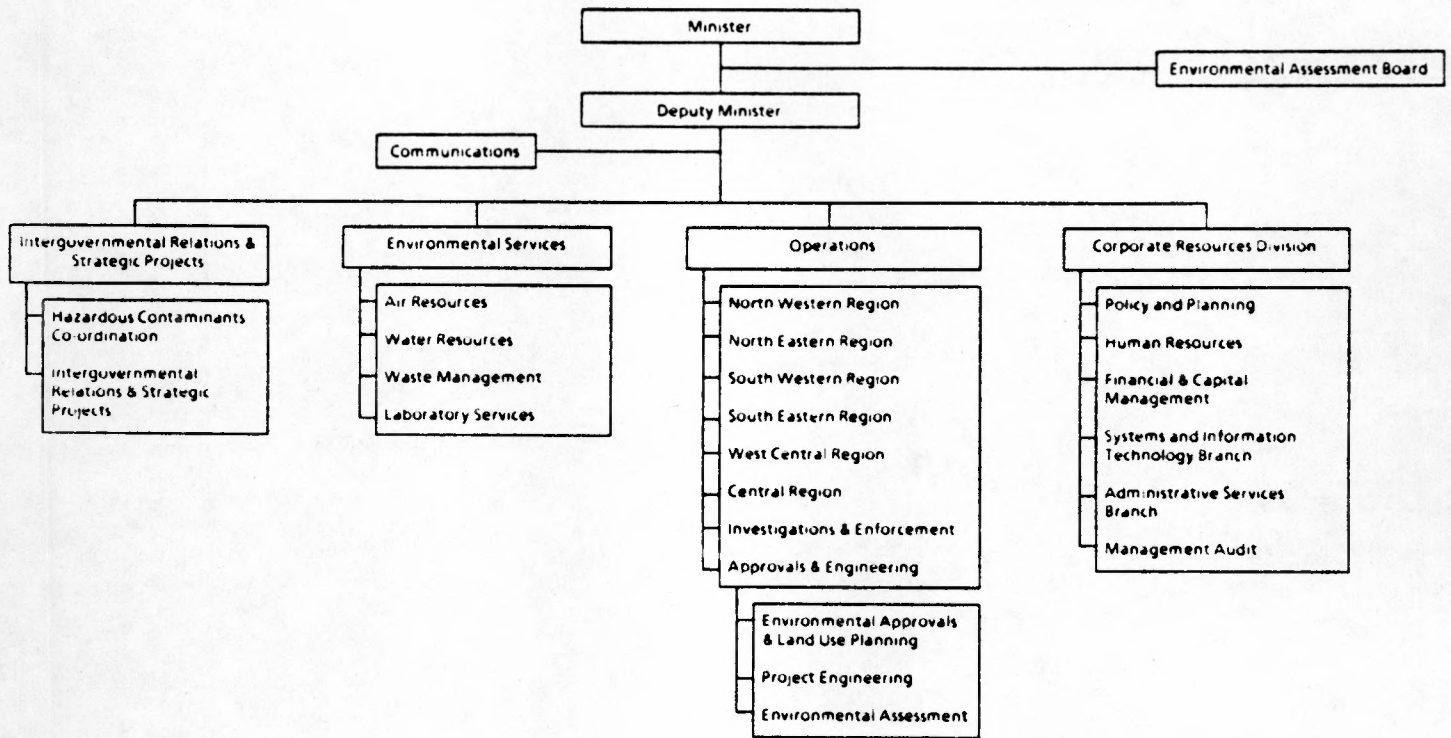 Minister
Environmental Assessment Board
Deputy Minister
Communications
Intergovernmental Relations &
Strategic Projects
Hazardous Contaminants
Co-ordination
Intergovernmental
Relations & Strategic
Projects
Environmental Services
Air Resources
Water Resources
Waste Management
Laboratory Services
Operations
North Western Region
North Eastern Region
South Western Region
South Eastern Region
West Central Region
Central Region
Investigations & Enforcement
Approvals & Engineering
Environmental Approvals
& Land Use Planning
Project Engineering
Environmental Assessment
Corporate Resources Division
Policy and Planning
Human Resources
Financial & Capital
Management
Systems and Information
Technology Branch
Administrative Services
Branch
Management Audit